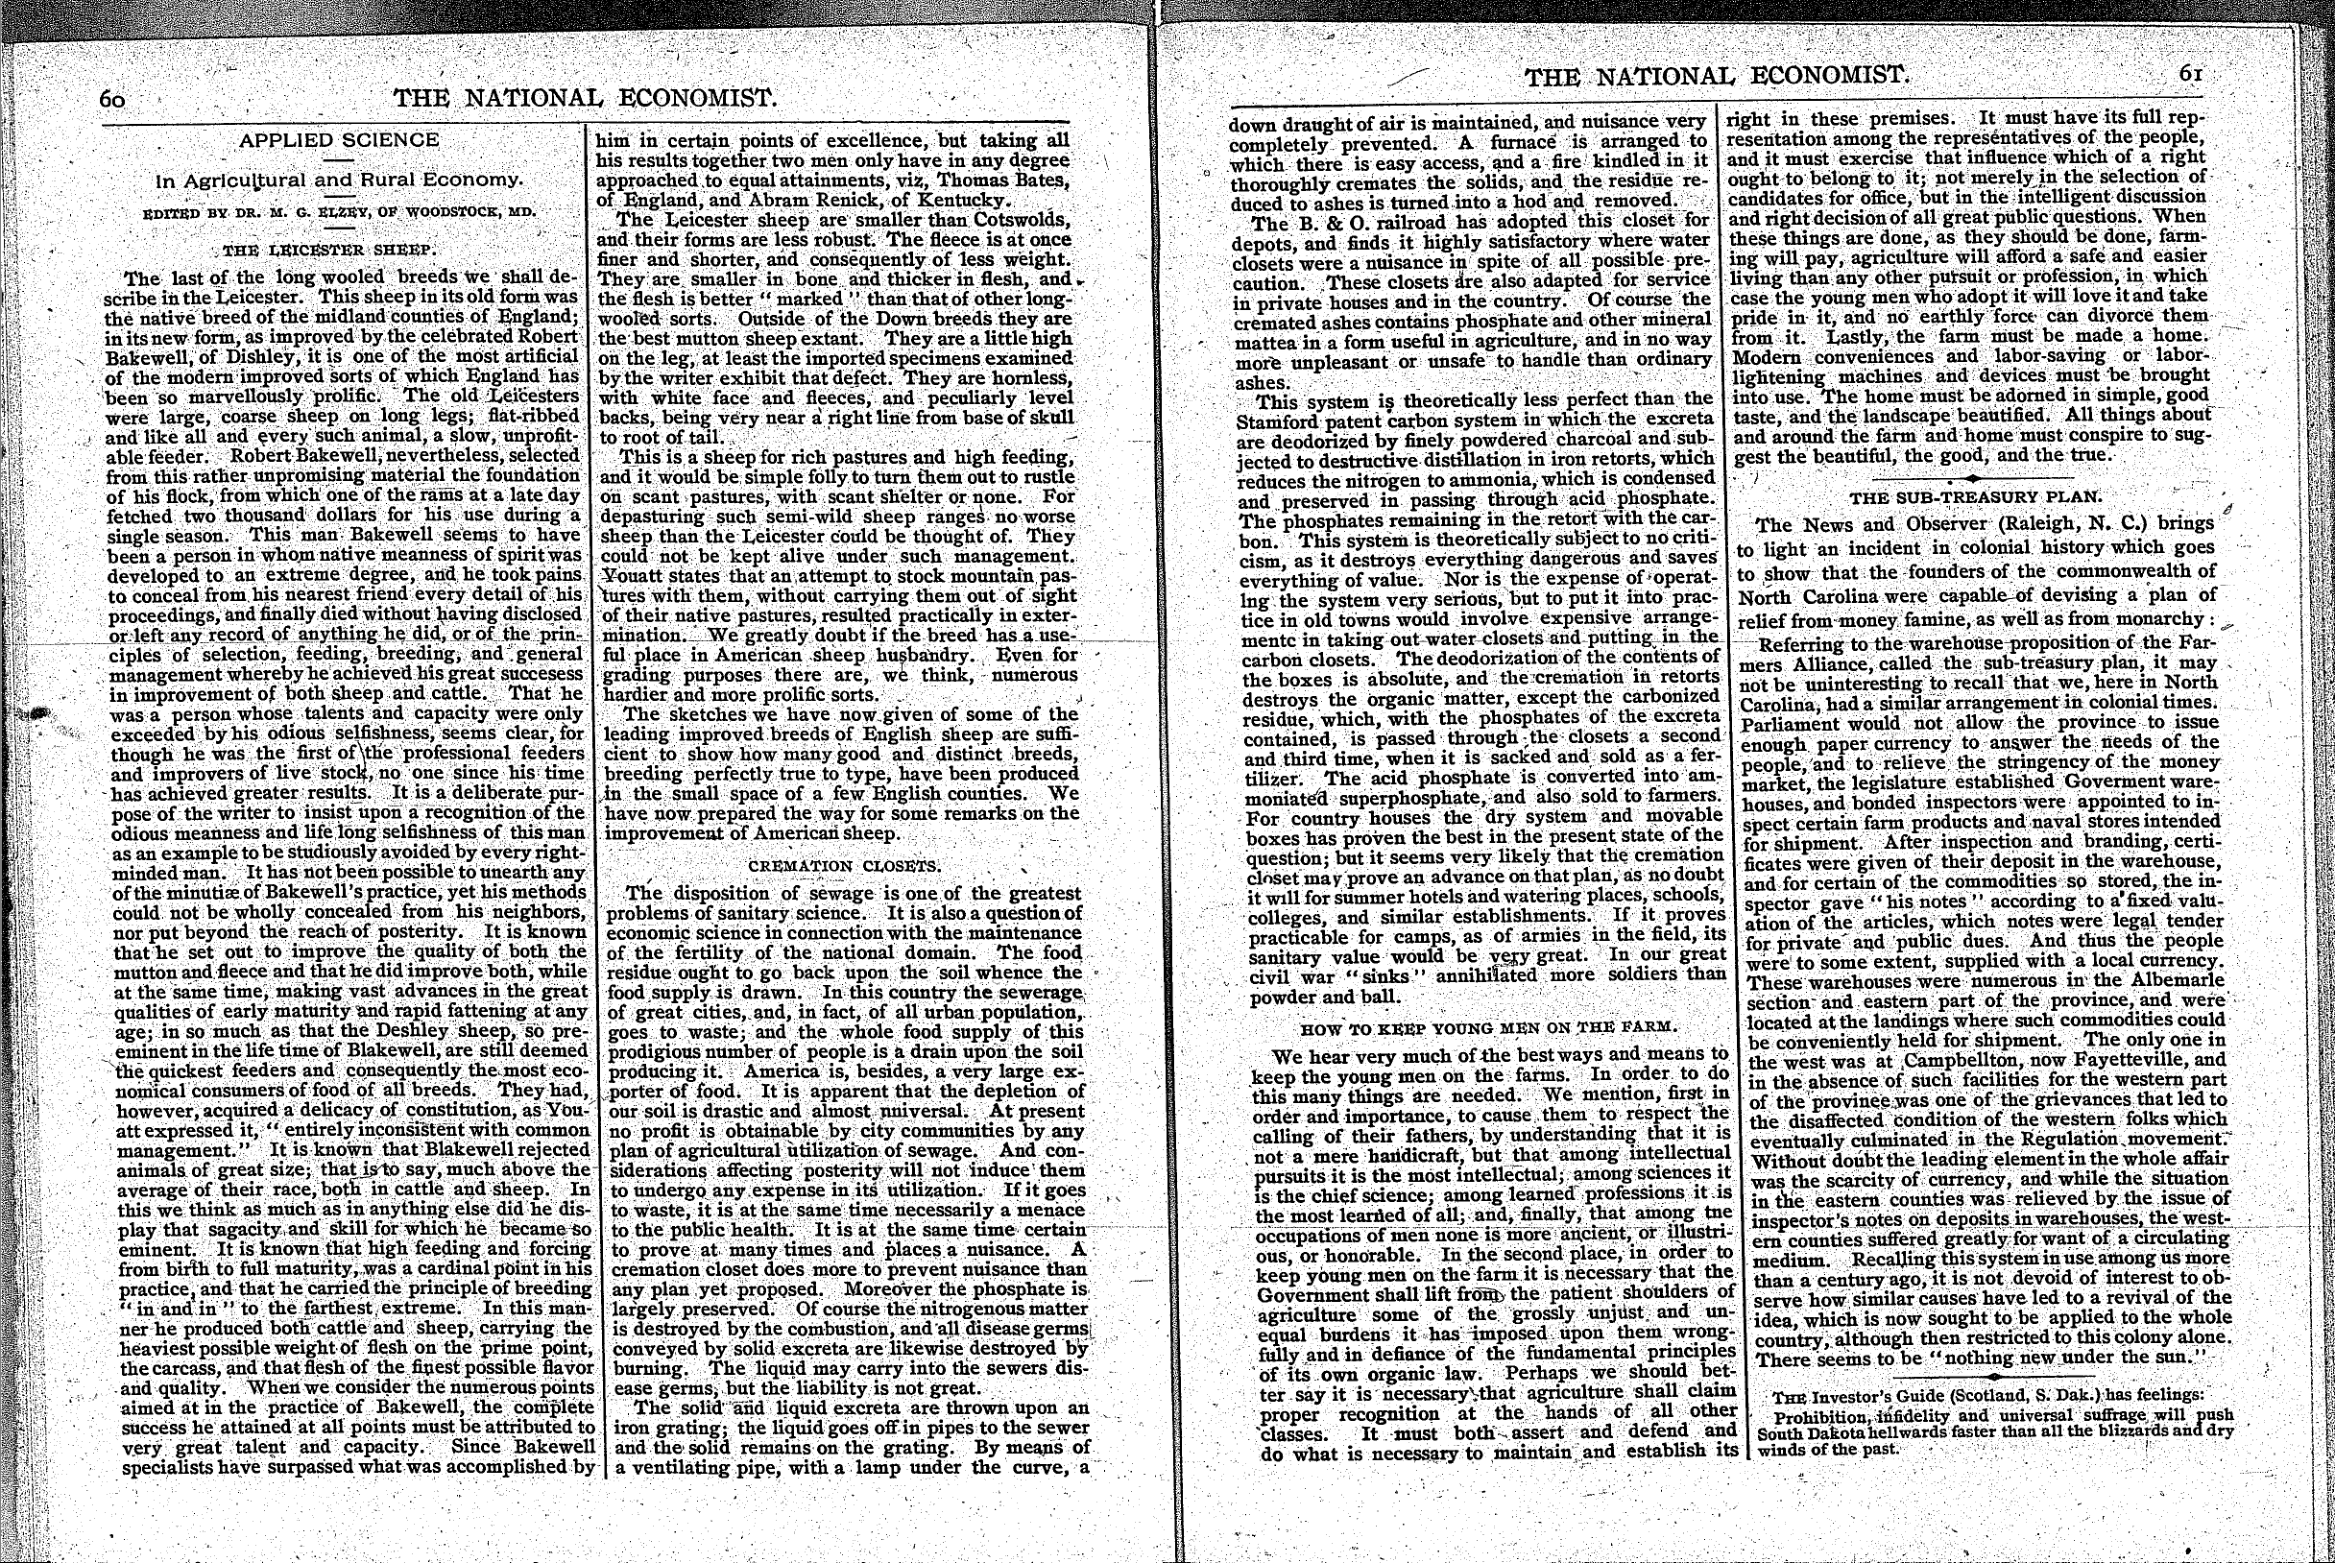 60
THE NATIONAL ECONOMIST.
APPLIED SCIENCE
In Agricultural and Rural Economy.
EDITED BY DR. M. G. ELZEY, OF WOODSTOCK, MD.
THE LEICESTER SHEEP.
The last of the long wooled breeds we shall de-
scribe in the Leicester. This sheep in its old form was
the native breed of the midland counties of England;
in its new form, as improved by the celebrated Robert
Bakewell, of Dishley, it is one of the most artificial
of the modern improved sorts of which England has
been so marvellously prolific. The old Leicesters
were large, coarse sheep on long legs; flat-ribbed
and like all and every such animal, a slow, unprofit-
able feeder. Robert Bakewell, nevertheless, selected
from this rather unpromising material the foundation
of his flock, from which one of the rams at a late day
fetched two thousand dollars for his use during a
single season. This man Bakewell seems to have
been a person in whom native meanness of spirit was
developed to an extreme degree, and he took pains
to conceal from his nearest friend every detail of his
proceedings, and finally died without having disclosed
or left any record of anything he did, or of the prin-
ciples of selection, feeding, breeding, and general
management whereby he achieved his great succesess
in improvement of both sheep and cattle. That he
was a person whose talents and capacity were only
exceeded by his odious selfishness, seems clear, for
though he was the first of the professional feeders
and improvers of live stock, no one since his time
has achieved greater results. It is a deliberate pur-
pose of the writer to insist upon a recognition of the
odious meanness and life long selfishness of this man
as an example to be studiously avoided by every right-
minded man. It has not been possible to unearth any
of the minutiæ of Bakewell's practice, yet his methods
could not be wholly concealed from his neighbors,
nor put beyond the reach of posterity. It is known
that he set out to improve the quality of both the
mutton and fleece and that he did improve both, while
at the same time, making vast advances in the great
qualities of early maturity and rapid fattening at any
age; in so much as that the Deshley sheep, so pre-
eminent in the life time of Blakewell, are still deemed
the quickest feeders and consequently the most eco-
nomical consumers of food of all breeds. They had,
however, acquired a delicacy of constitution, as You-
att expressed it, "entirely inconsistent with common
management." It is known that Blakewell rejected
animals of great size; that is to say, much above the
average of their race, both in cattle and sheep. In
this we think as much as in anything else did he dis-
play that sagacity and skill for which he became so
eminent. It is known that high feeding and forcing
from birth to full maturity, was a cardinal point in his
practice, and that he carried the principle of breeding
"in and in" to the farthest extreme. In this man-
ner he produced both cattle and sheep, carrying the
heaviest possible weight of flesh on the prime point,
the carcass, and that flesh of the finest possible flavor
and quality. When we consider the numerous points
aimed at in the practice of Bakewell, the complete
success he attained at all points must be attributed to
very great talent and capacity. Since Bakewell
specialists have surpassed what was accomplished by
him in certain points of excellence, but taking all
his results together two men only have in any degree
approached to equal attainments, viz, Thomas Bates,
of England, and Abram Renick, of Kentucky.
The Leicester sheep are smaller than Cotswolds,
and their forms are less robust. The fleece is at once
finer and shorter, and consequently of less weight.
They are smaller in bone and thicker in flesh, and
the flesh is better "marked" than that of other long-
wooled sorts. Outside of the Down breeds they are
the best mutton sheep extant. They are a little high
on the leg, at least the imported specimens examined
by the writer exhibit that defect. They are hornless,
with white face and fleeces, and peculiarly level
backs, being very near a right line from base of skull
to root of tail.
This is a sheep for rich pastures and high feeding,
and it would be simple folly to turn them out to rustle
on scant pastures, with scant shelter or none. For
depasturing such semi-wild sheep ranges no worse
sheep than the Leicester could be thought of. They
could not be kept alive under such management.
Youatt states that an attempt to stock mountain pas-
tures with them, without carrying them out of sight
of their native pastures, resulted practically in exter-
mination. We greatly doubt if the breed has a use-
ful place in American sheep husbandry. Even for
grading purposes there are, we think, numerous
hardier and more prolific sorts.
The sketches we have now given of some of the
leading improved breeds of English sheep are suffi-
cient to show how many good and distinct breeds,
breeding perfectly true to type, have been produced
in the small space of a few English counties. We
have now prepared the way for some remarks on the
improvement of American sheep.
CREMATION CLOSETS.
The disposition of sewage is one of the greatest
problems of sanitary science. It is also a question of
economic science in connection with the maintenance
of the fertility of the national domain. The food
residue ought to go back upon the soil whence the
food supply is drawn. In this country the sewerage
of great cities, and, in fact, of all urban population,
goes to waste; and the whole food supply of this
prodigious number of people is a drain upon the soil
producing it. America is, besides, a very large ex-
porter of food. It is apparent that the depletion of
our soil is drastic and almost universal. At present
no profit is obtainable by city communities by any
plan of agricultural utilization of sewage. And con-
siderations affecting posterity will not induce them
to undergo any expense in its utilization. If it goes
to waste, it is at the same time necessarily a menace
to the public health. It is at the same time certain
to prove at many times and places a nuisance. A
cremation closet does more to prevent nuisance than
any plan yet proposed. Moreover the phosphate is
largely preserved. Of course the nitrogenous matter
is destroyed by the combustion, and all disease germs
conveyed by solid excreta are likewise destroyed by
burning. The liquid may carry into the sewers dis-
ease germs, but the liability is not great.
The solid and liquid excreta are thrown upon an
iron grating; the liquid goes off in pipes to the sewer
and the solid remains on the grating. By means of
a ventilating pipe, with a lamp under the curve, a
THE NATIONAL ECONOMIST.
61
down draught of air is maintained, and nuisance very
completely prevented. A furnace is arranged to
which there is easy access, and a fire kindled in it
thoroughly cremates the solids, and the residue re-
duced to ashes is turned into a hod and removed.
The B. & O. railroad has adopted this closet for
depots, and finds it highly satisfactory where water
closets were a nuisance in spite of all possible pre-
caution. These closets are also adapted for service
in private houses and in the country. Of course the
cremated ashes contains phosphate and other mineral
mattea in a form useful in agriculture, and in no way
more unpleasant or unsafe to handle than ordinary
ashes.
This system is theoretically less perfect than the
Stamford patent carbon system in which the excreta
are deodorized by finely powdered charcoal and sub-
jected to destructive distillation in iron retorts, which
reduces the nitrogen to ammonia, which is condensed
and preserved in passing through acid phosphate.
The phosphates remaining in the retort with the car-
bon. This system is theoretically subject to no criti-
cism, as it destroys everything dangerous and saves
everything of value. Nor is the expense of operat-
Ing the system very serious, but to put it into prac-
tice in old towns would involve expensive arrange-
mentc in taking out water closets and putting in the
carbon closets. The deodorization of the contents of
the boxes is absolute, and the cremation in retorts
destroys the organic matter, except the carbonized
residue, which, with the phosphates of the excreta
contained, is passed through the closets a second
and third time, when it is sacked and sold as a fer-
tilizer. The acid phosphate is converted into am-
moniated superphosphate, and also sold to farmers.
For country houses the dry system and movable
boxes has proven the best in the present state of the
question; but it seems very likely that the cremation
closet may prove an advance on that plan, as no doubt
it will for summer hotels and watering places, schools,
colleges, and similar establishments. If it proves
practicable for camps, as of armies in the field, its
sanitary value would be very great. In our great
civil war "sinks" annihilated more soldiers than
powder and ball.
HOW TO KEEP YOUNG MEN ON THE FARM.
We hear very much of the best ways and means to
keep the young men on the farms. In order to do
this many things are needed. We mention, first in
order and importance, to cause them to respect the
calling of their fathers, by understanding that it is
not a mere handicraft, but that among intellectual
pursuits it is the most intellectual; among sciences it
is the chief science; among learned professions it is
the most learned of all; and, finally, that among tne
occupations of men none is more ancient, or illustri-
ous, or honorable. In the second place, in order to
keep young men on the farm it is necessary that the
Government shall lift from the patient shoulders of
agriculture some of the grossly unjust and un-
equal burdens it has imposed upon them wrong-
fully and in defiance of the fundamental principles
of its own organic law. Perhaps we should bet-
ter say it is necessary that agriculture shall claim
proper recognition at the hands of all other
classes. It must both assert and defend and
do what is necessary to maintain and establish its
right in these premises. It must have its full rep-
resentation among the representatives of the people,
and it must exercise that influence which of a right
ought to belong to it; not merely in the selection of
candidates for office, but in the intelligent discussion
and right decision of all great public questions. When
these things are done, as they should be done, farm-
ing will pay, agriculture will afford a safe and easier
living than any other pursuit or profession, in which
case the young men who adopt it will love it and take
pride in it, and no earthly force can divorce them
from it. Lastly, the farm must be made a home.
Modern conveniences and labor-saving or labor-
lightening machines and devices must be brought
into use. The home must be adorned in simple, good
taste, and the landscape beautified. All things about
and around the farm and home must conspire to sug-
gest the beautiful, the good, and the true.
THE SUB-TREASURY PLAN.
The News and Observer (Raleigh, N. C.) brings
to light an incident in colonial history which goes
to show that the founders of the commonwealth of
North Carolina were capable of devising a plan of
relief from money famine, as well as from monarchy:
Referring to the warehouse proposition of the Far-
mers Alliance, called the sub-treasury plan, it may
not be uninteresting to recall that we, here in North
Carolina, had a similar arrangement in colonial times.
Parliament would not allow the province to issue
enough paper currency to answer the needs of the
people, and to relieve the stringency of the money
market, the legislature established Goverment ware-
houses, and bonded inspectors were appointed to in-
spect certain farm products and naval stores intended
for shipment. After inspection and branding, certi-
ficates were given of their deposit in the warehouse,
and for certain of the commodities so stored, the in-
spector gave "his notes" according to a fixed valu-
ation of the articles, which notes were legal tender
for private and public dues. And thus the people
were to some extent, supplied with a local currency.
These warehouses were numerous in the Albemarle
section and eastern part of the province, and were
located at the landings where such commodities could
be conveniently held for shipment. The only one in
the west was at Campbellton, now Fayetteville, and
in the absence of such facilities for the western part
of the provinee was one of the grievances that led to
the disaffected condition of the western folks which
eventually culminated in the Regulation movement.
Without doubt the leading element in the whole affair
was the scarcity of currency, and while the situation
in the eastern counties was relieved by the issue of
inspector's notes on deposits in warehouses, the west-
ern counties suffered greatly for want of a circulating
medium. Recalling this system in use among us more
than a century ago, it is not devoid of interest to ob-
serve how similar causes have led to a revival of the
idea, which is now sought to be applied to the whole
country, although then restricted to this colony alone.
There seems to be "nothing new under the sun."
THE Investor's Guide (Scotland, S. Dak.) has feelings:
Prohibition, infidelity and universal suffrage will push
South Dakota hellwards faster than all the blizzards and dry
winds of the past.